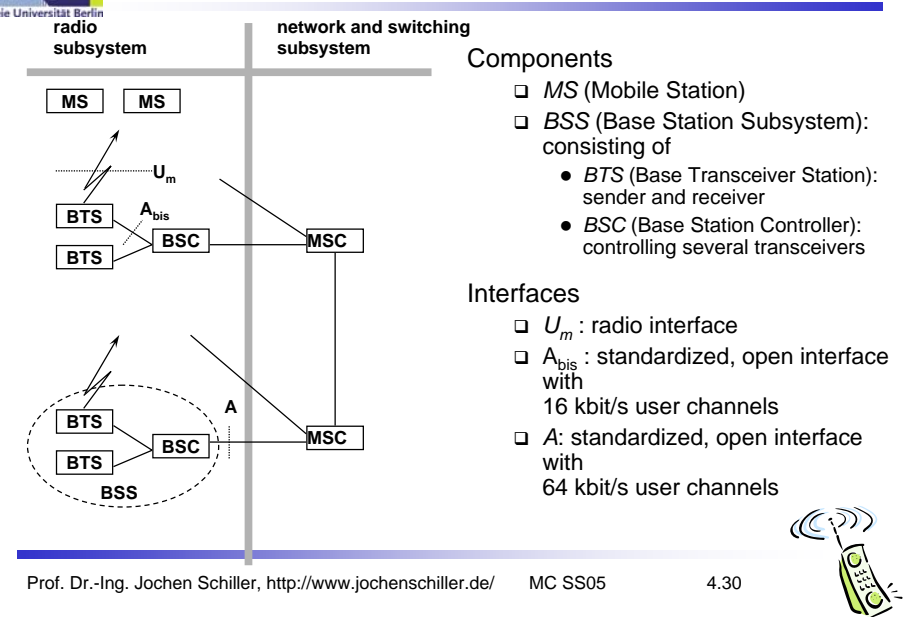 ie Universität Berlin
radio
subsystem
network and switching
subsystem
MS MS
Um
BTS
Abis
BSC
MSC
BTS
BTS
A
BSC
MSC
BTS
BSS
Components
❑ MS (Mobile Station)
❑ BSS (Base Station Subsystem):
consisting of
● BTS (Base Transceiver Station):
sender and receiver
● BSC (Base Station Controller):
controlling several transceivers
Interfaces
❑ Um : radio interface
❑ Abis : standardized, open interface
with
16 kbit/s user channels
❑ A: standardized, open interface
with
64 kbit/s user channels
Prof. Dr.-Ing. Jochen Schiller, http://www.jochenschiller.de/ MC SS05 4.30